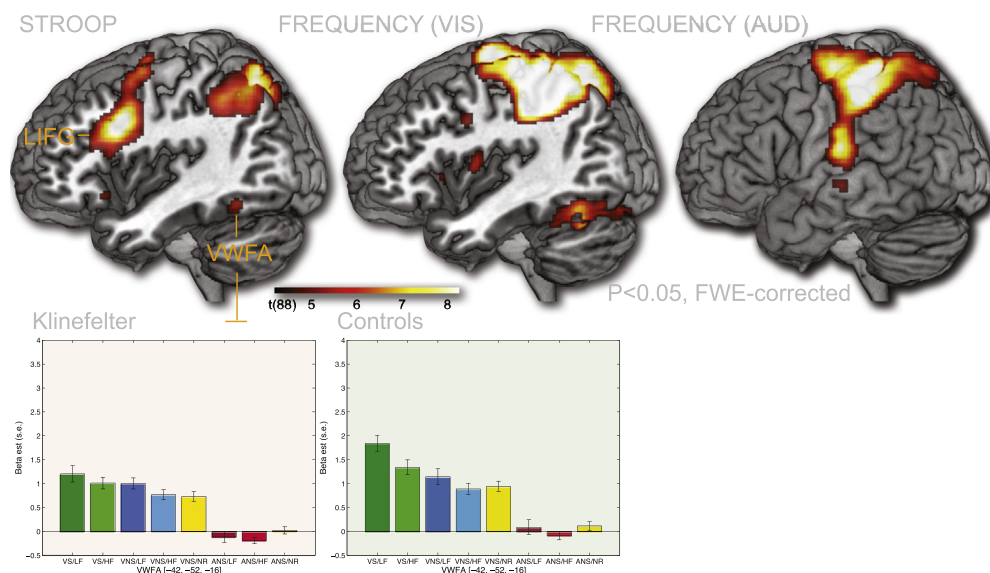 STROOP
FREQUENCY (VIS)
FREQUENCY (AUD)
LIFG
VWFA
t(88) 5 6 7 8
P<0.05, FWE-corrected
Klinefelter
Controls
4
3.5
3
2.5
2
1.5
1
0.5
0
−0.5
Beta est (s.e.)
VS/LF VS/HF VNS/LF VNS/HF VNS/NR ANS/LF ANS/HF ANS/NR
VWFA [−42, −52, −16]
4
3.5
3
2.5
2
1.5
1
0.5
0
−0.5
Beta est (s.e.)
VS/LF VS/HF VNS/LF VNS/HF VNS/NR ANS/LF ANS/HF ANS/NR
VWFA [−42, −52, −16]